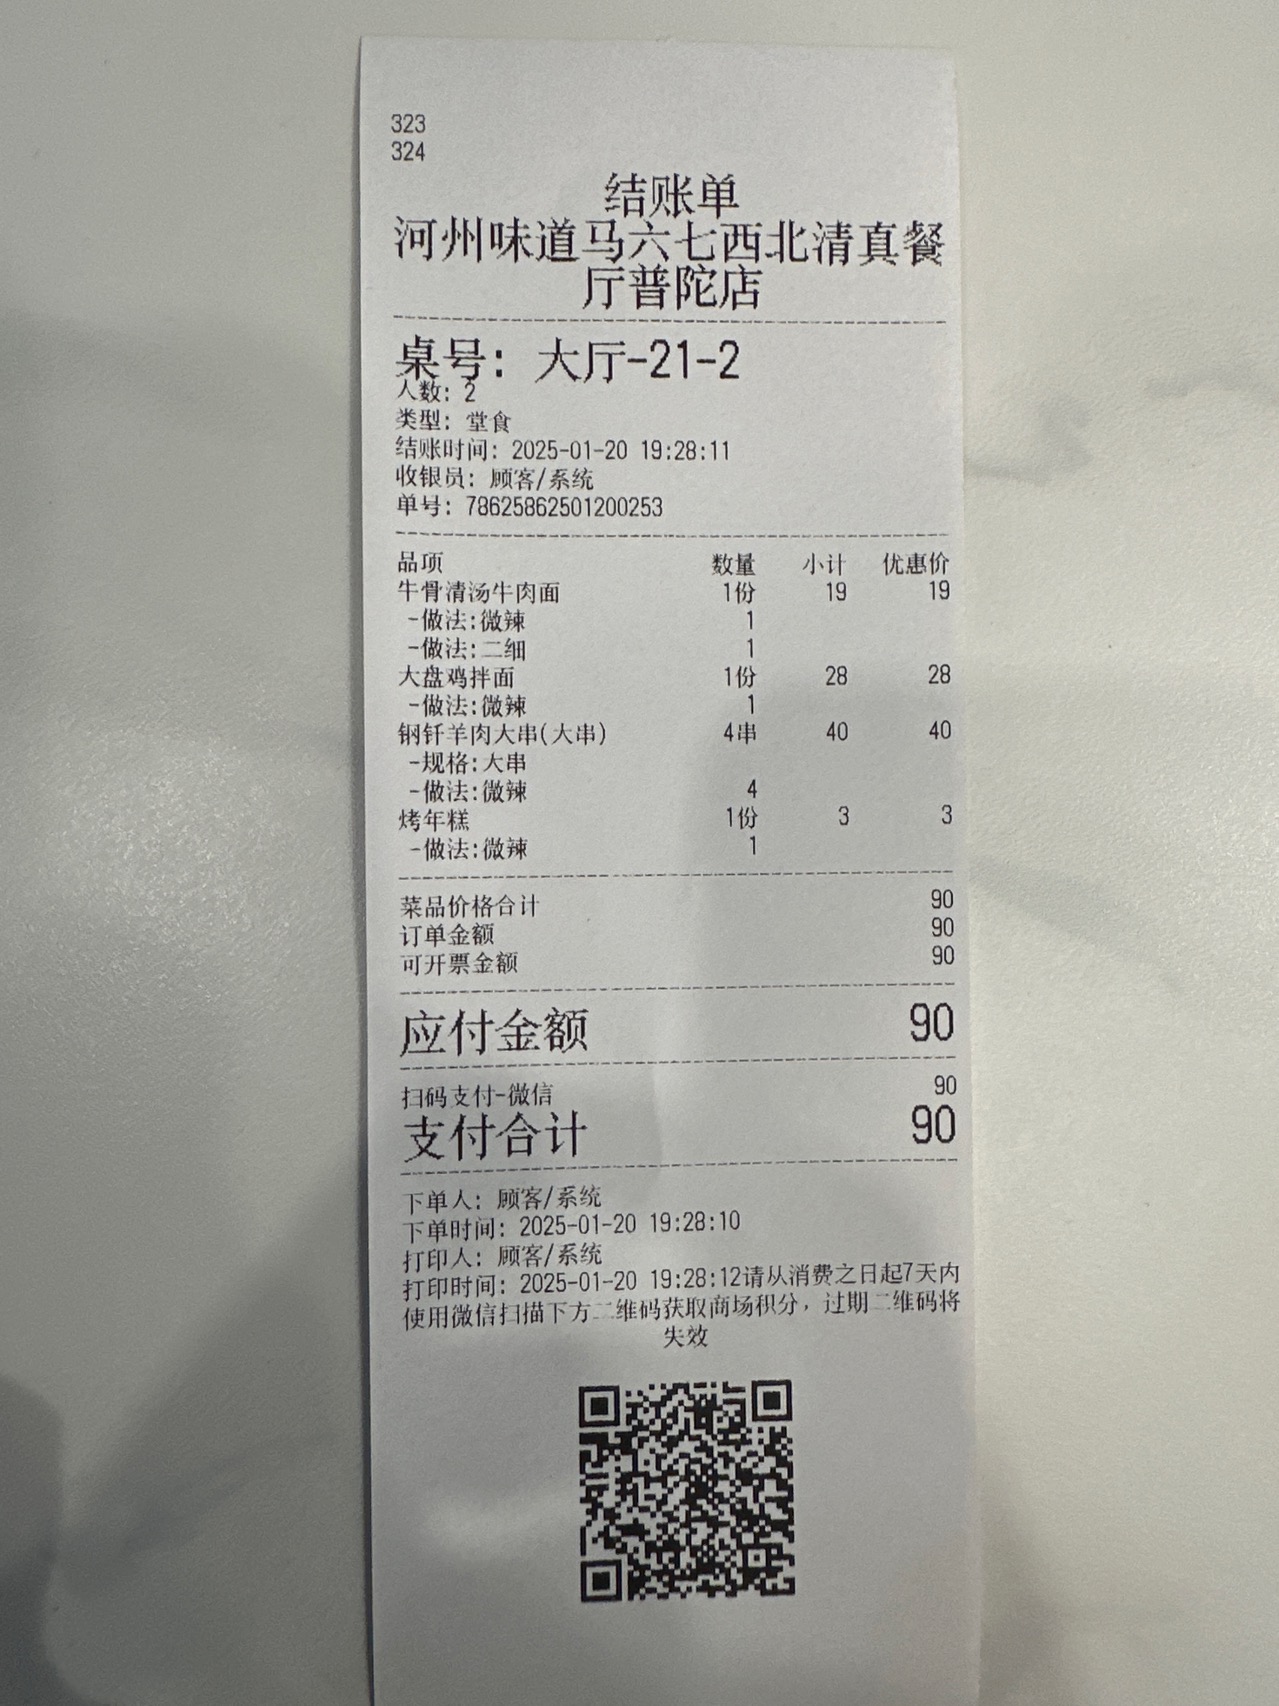 323
324
结账单
河州味道马六七西北清真餐
厅普陀店
桌号：大厅-21-2
人数：2
类型：堂食
结账时间：2025-01-20 19:28:11
收银员：顾客/系统
单号：78625862501200253
品项 数量 小计 优惠价
牛骨清汤牛肉面 1份 19 19
-做法:微辣 1
-做法:二细 1
大盘鸡拌面 1份 28 28
-做法:微辣 1
钢钎羊肉大串(大串) 4串 40 40
-规格:大串
-做法:微辣 4
烤年糕 1份 3 3
-做法:微辣 1
菜品价格合计 90
订单金额 90
可开票金额 90
应付金额 90
扫码支付-微信 90
支付合计 90
下单人：顾客/系统
下单时间：2025-01-20 19:28:10
打印人：顾客/系统
打印时间：2025-01-20 19:28:12请从消费之日起7天内
使用微信扫描下方二维码获取商场积分，过期二维码将
失效